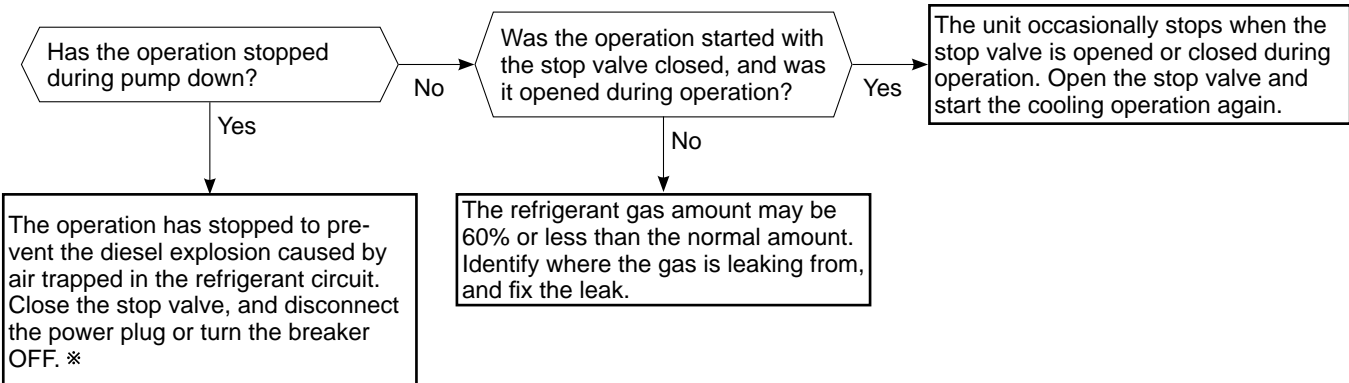 Has the operation stopped
during pump down?
No
Yes
Was the operation started with
the stop valve closed, and was
it opened during operation?
Yes
No
The unit occasionally stops when the
stop valve is opened or closed during
operation. Open the stop valve and
start the cooling operation again.
The operation has stopped to pre-
vent the diesel explosion caused by
air trapped in the refrigerant circuit.
Close the stop valve, and disconnect
the power plug or turn the breaker
OFF. ※
The refrigerant gas amount may be
60% or less than the normal amount.
Identify where the gas is leaking from,
and fix the leak.